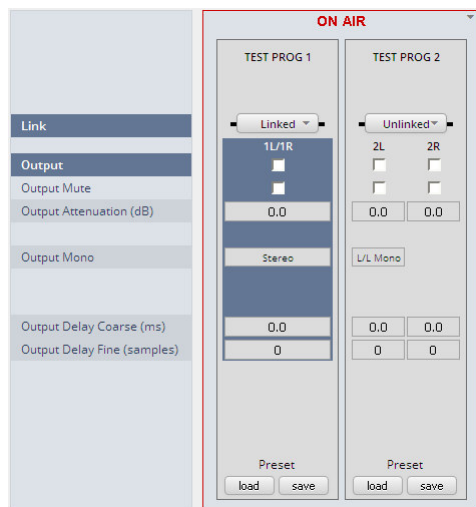 ON AIR
TEST PROG 1 TEST PROG 2
Link Linked Unlinked
1L/1R 2L 2R
Output
Output Mute
Output Attenuation (dB) 0.0 0.0 0.0
Output Mono Stereo L/L Mono
Output Delay Coarse (ms) 0.0 0.0 0.0
Output Delay Fine (samples) 0 0 0
Preset Preset
load save load save